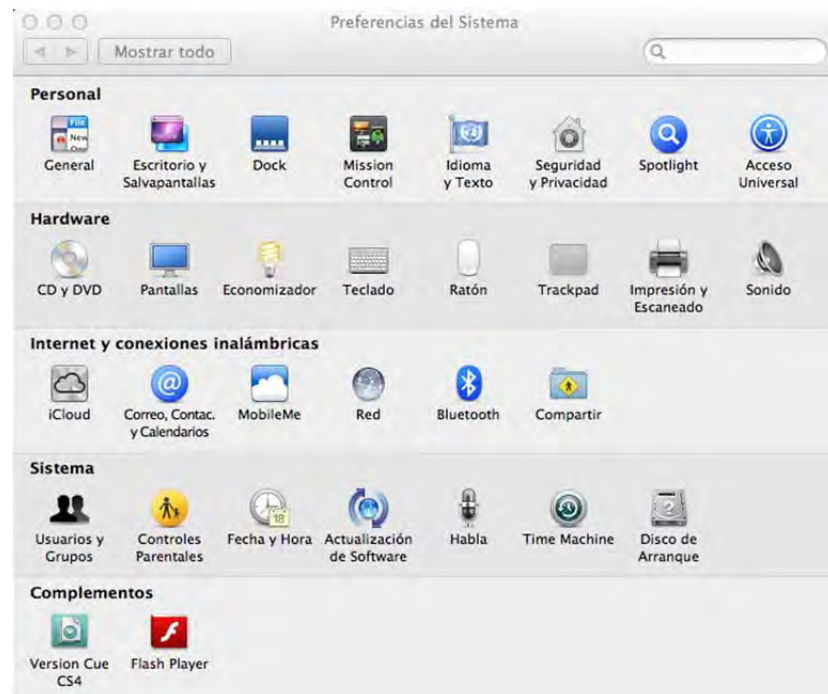 Preferencias del Sistema
Mostrar todo
Personal
General
Escritorio y
Salvapantallas
Dock
Mission
Control
Idioma
y Texto
Seguridad
y Privacidad
Spotlight
Acceso
Universal
Hardware
CD y DVD
Pantallas
Economizador
Teclado
Ratón
Trackpad
Impresión y
Escaneado
Sonido
Internet y conexiones inalámbricas
iCloud
Correo, Contac.
y Calendarios
MobileMe
Red
Bluetooth
Compartir
Sistema
Usuarios y
Grupos
Controles
Parentales
18
Fecha y Hora
Actualización
de Software
Habla
Time Machine
?
Disco de
Arranque
Complementos
Version Cue
CS4
Flash Player